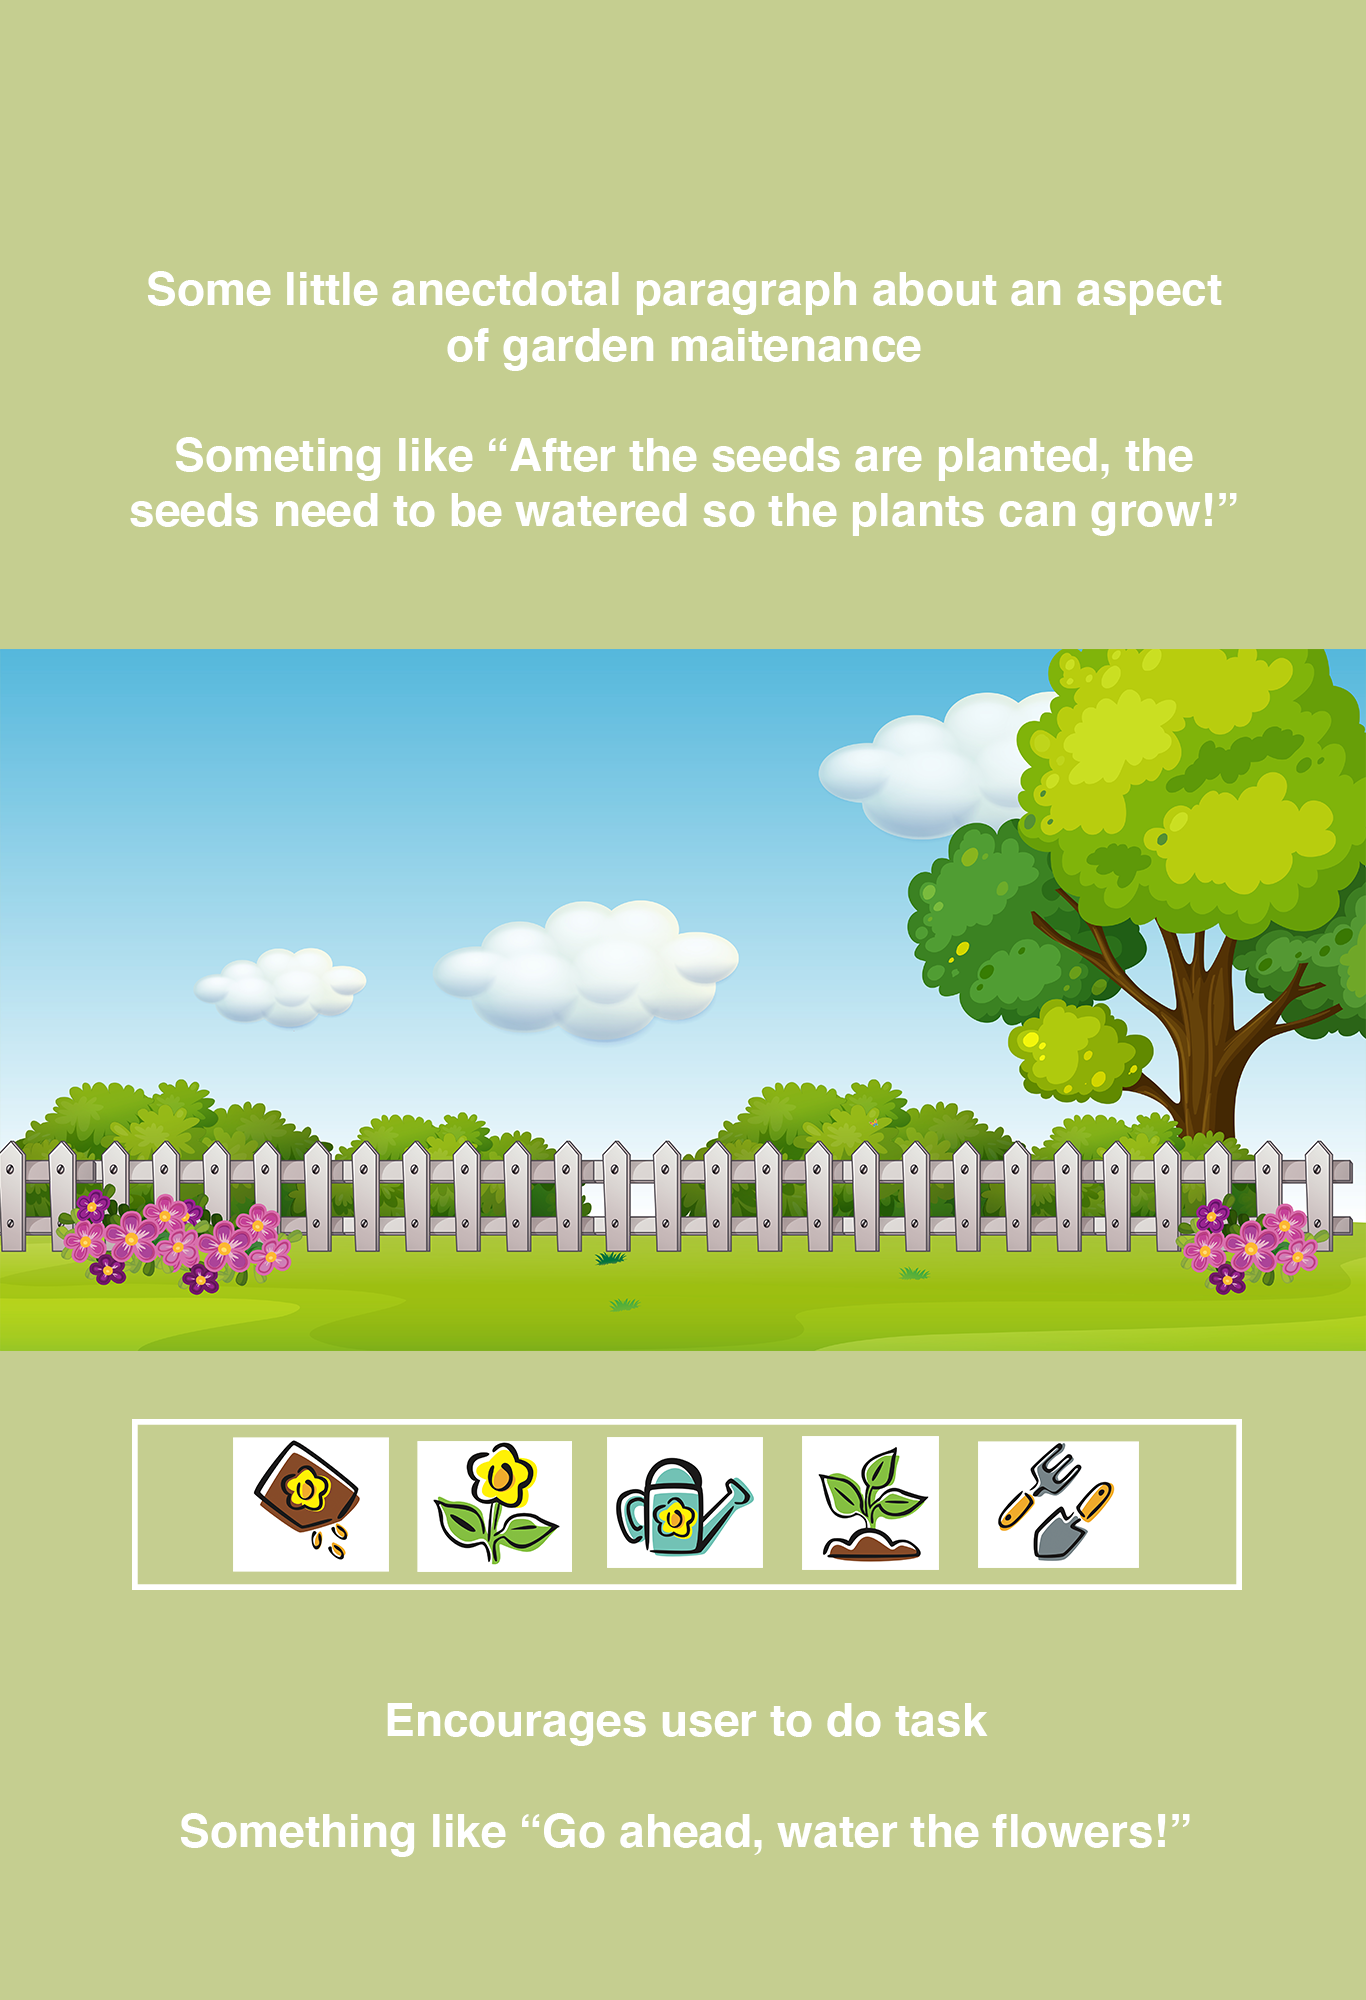 Some little anectdotal paragraph about an aspect
of garden maitenance
Someting like “After the seeds are planted, the
seeds need to be watered so the plants can grow!”
Encourages user to do task
Something like “Go ahead, water the flowers!”